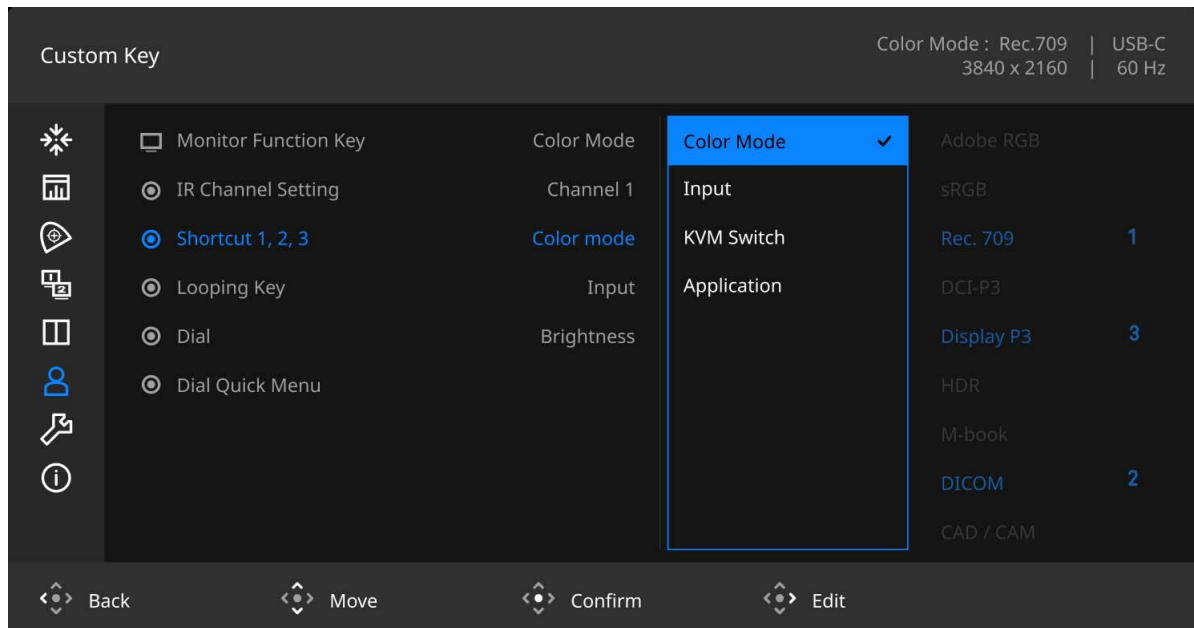 Custom Key
Color Mode : Rec.709 | USB-C
3840 x 2160 | 60 Hz
Monitor Function Key Color Mode
IR Channel Setting Channel 1
Shortcut 1, 2, 3 Color mode
Looping Key Input
Dial Brightness
Dial Quick Menu
Color Mode
Input
KVM Switch
Application
Adobe RGB
sRGB
Rec. 709 1
DCI-P3
Display P3 3
HDR
M-book
DICOM 2
CAD / CAM
Back Move Confirm Edit